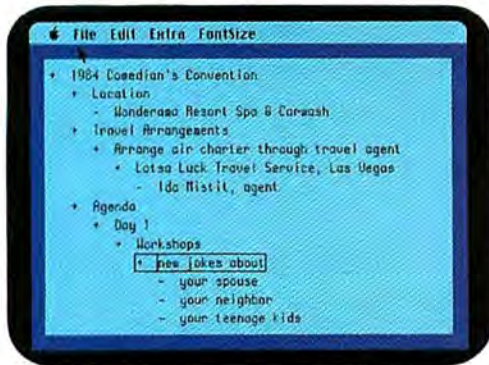 File Edit Extra FontSize
+ 1984 Comedian's Convention
+ Location
- Wonderama Resort Spa & Carwash
+ Travel Arrangements
+ Arrange air charter through travel agent
+ Lotsa Luck Travel Service, Las Vegas
- Ida Mistit, agent
+ Agenda
+ Day 1
+ Workshops
+ new jokes about
- your spouse
- your neighbor
- your teenage kids